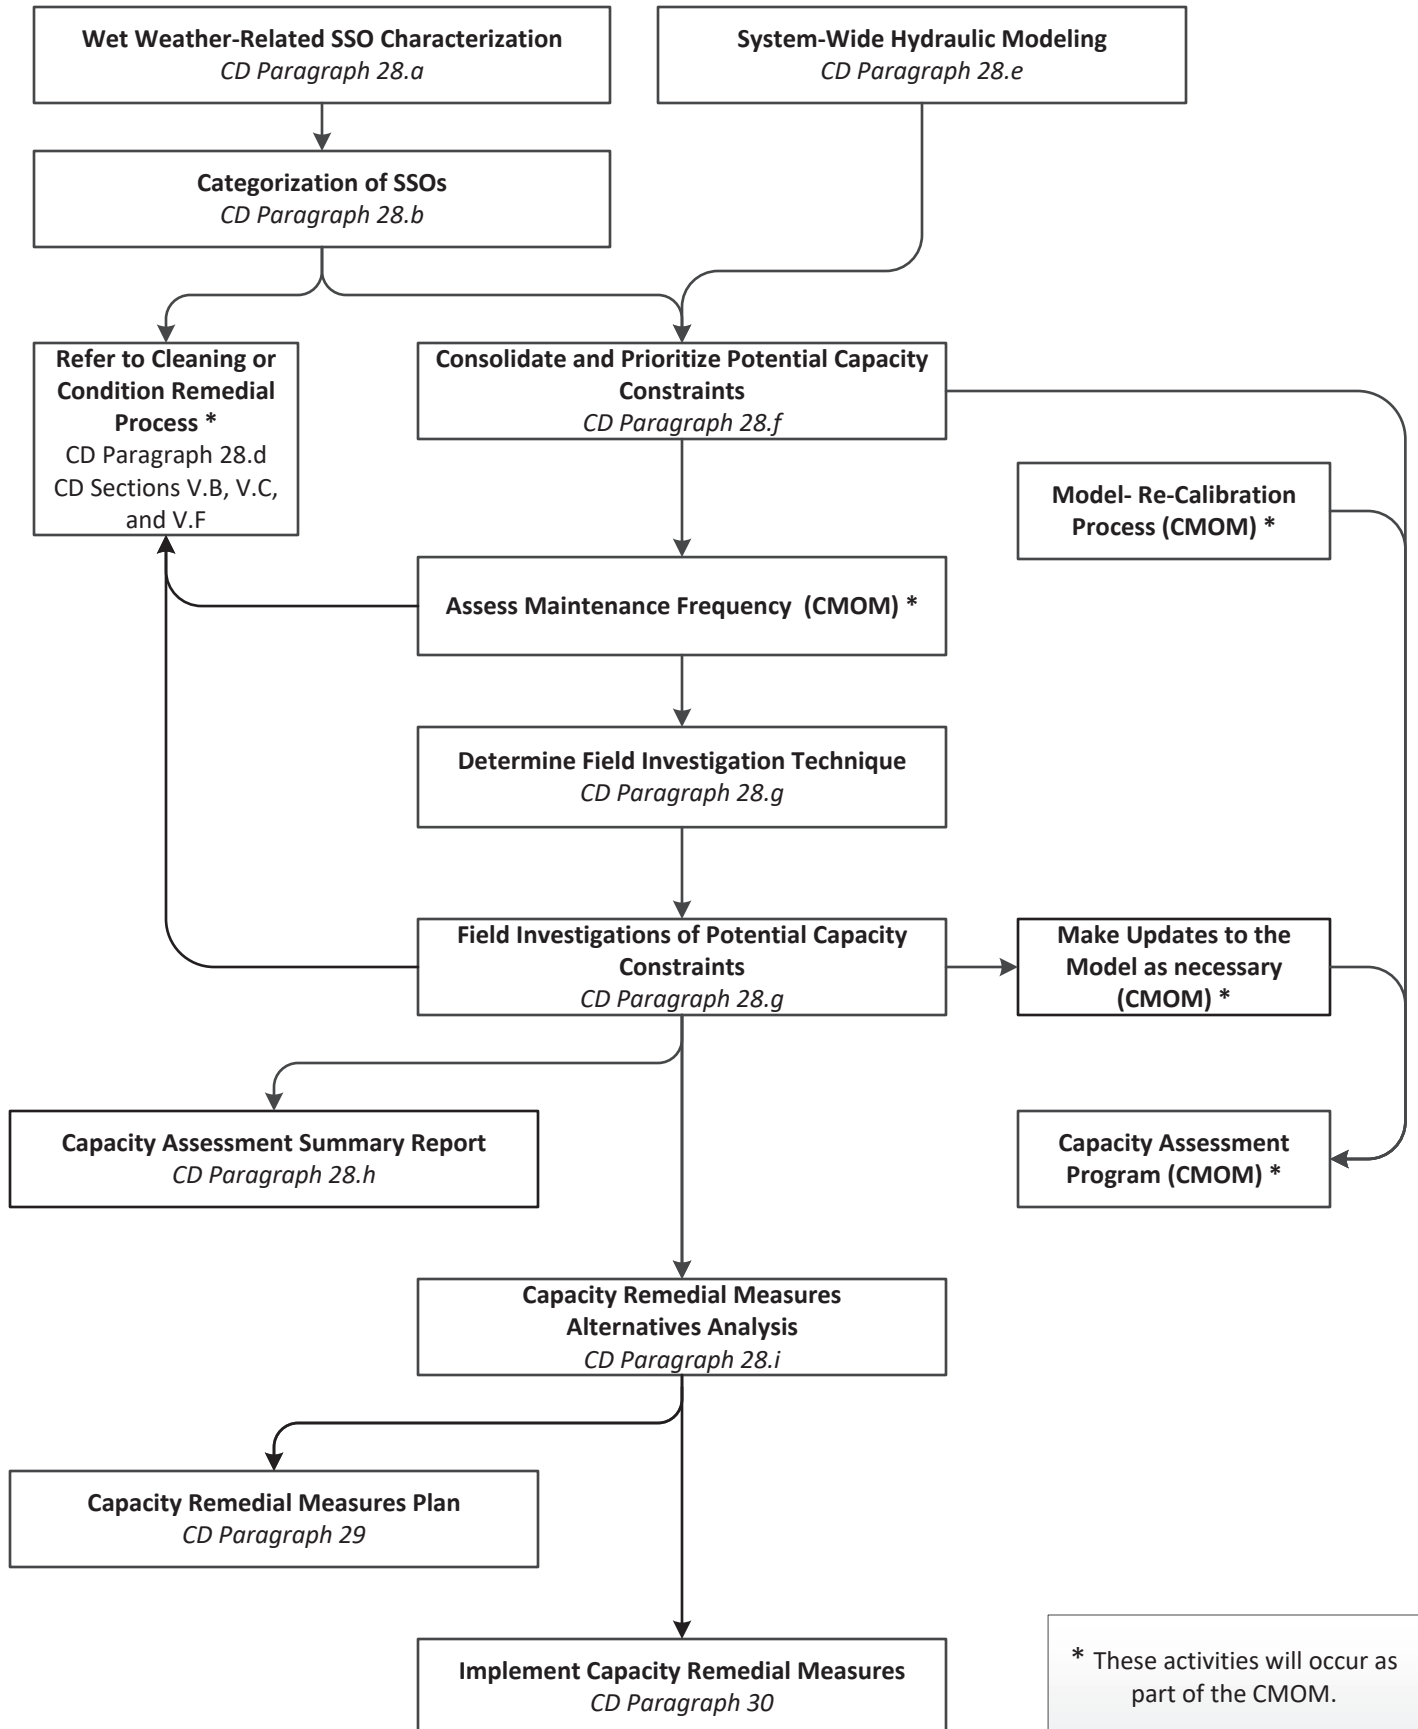 Wet Weather-Related SSO Characterization
CD Paragraph 28.a
System-Wide Hydraulic Modeling
CD Paragraph 28.e
Categorization of SSOs
CD Paragraph 28.b
Refer to Cleaning or
Condition Remedial
Process *
CD Paragraph 28.d
CD Sections V.B, V.C,
and V.F
Consolidate and Prioritize Potential Capacity
Constraints
CD Paragraph 28.f
Model- Re-Calibration
Process (CMOM) *
Assess Maintenance Frequency (CMOM) *
Determine Field Investigation Technique
CD Paragraph 28.g
Field Investigations of Potential Capacity
Constraints
CD Paragraph 28.g
Make Updates to the
Model as necessary
(CMOM) *
Capacity Assessment Summary Report
CD Paragraph 28.h
Capacity Assessment
Program (CMOM) *
Capacity Remedial Measures
Alternatives Analysis
CD Paragraph 28.i
Capacity Remedial Measures Plan
CD Paragraph 29
Implement Capacity Remedial Measures
CD Paragraph 30
* These activities will occur as
part of the CMOM.